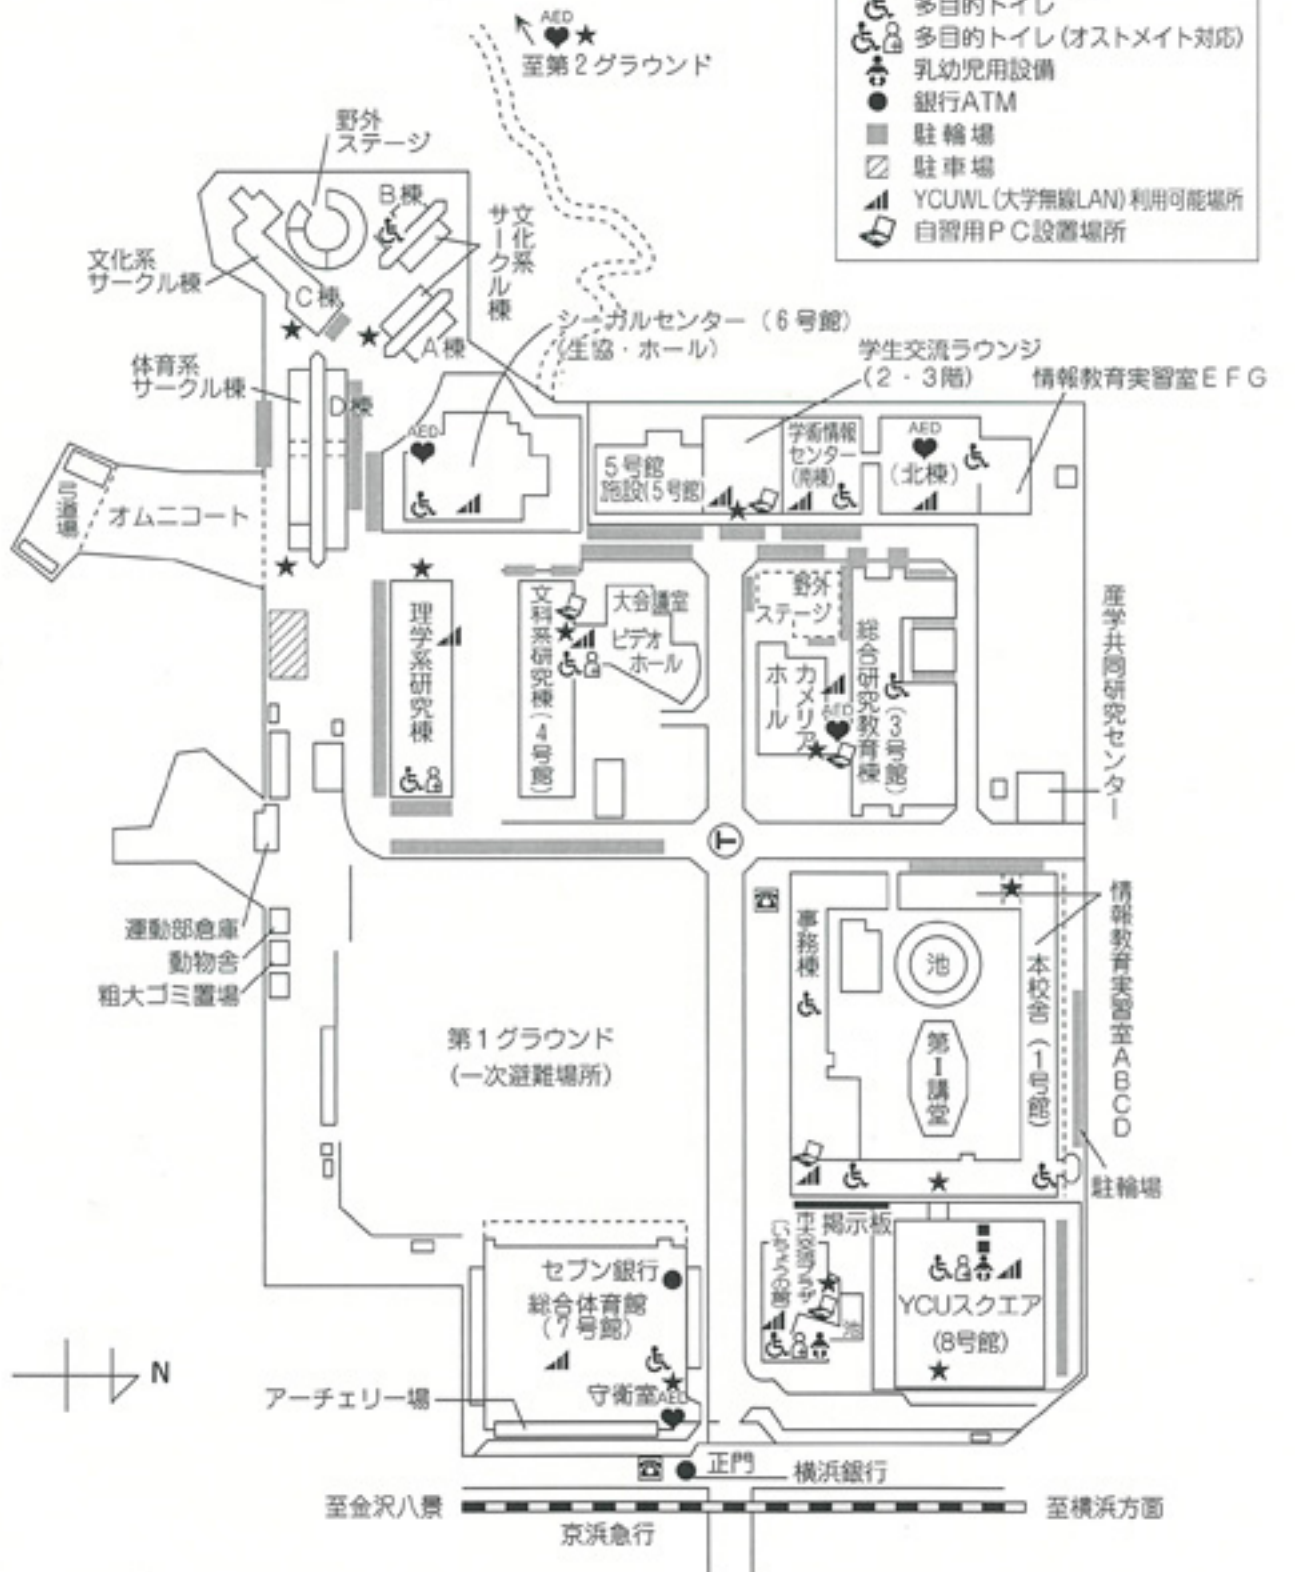 多目的トイレ
多目的トイレ(オストメイト対応)
乳幼児用設備
銀行ATM
駐輪場
駐車場
YCUWL(大学無線LAN)利用可能場所
自習用PC設置場所
AED
至第2グラウンド
野外
ステージ
B棟
文化系
サークル棟
文化系
サークル棟
C棟
A棟
シーガルセンター(6号館)
(生協・ホール)
学生交流ラウンジ
(2・3階)
情報教育実習室EFG
体育系
サークル棟
D棟
AED
5号館
施設(5号館)
学術情報
センター
(南棟)
AED
(北棟)
弓道場
オムニコート
理学系研究棟
文科系研究棟(4号館)
大会議室
ビデオ
ホール
野外
ステージ
カメリア
ホール
AED
総合研究教育棟
(3号館)
産学共同研究センター
T
運動部倉庫
動物舎
粗大ゴミ置場
第1グラウンド
(一次避難場所)
事務棟
池
第I講堂
本校舎(1号館)
情報教育実習室ABCD
駐輪場
掲示板
市大交流プラザ
(いちょうの館)
池
YCUスクエア
(8号館)
セブン銀行
総合体育館
(7号館)
守衛室
AED
アーチェリー場
N
正門
横浜銀行
至金沢八景
至横浜方面
京浜急行